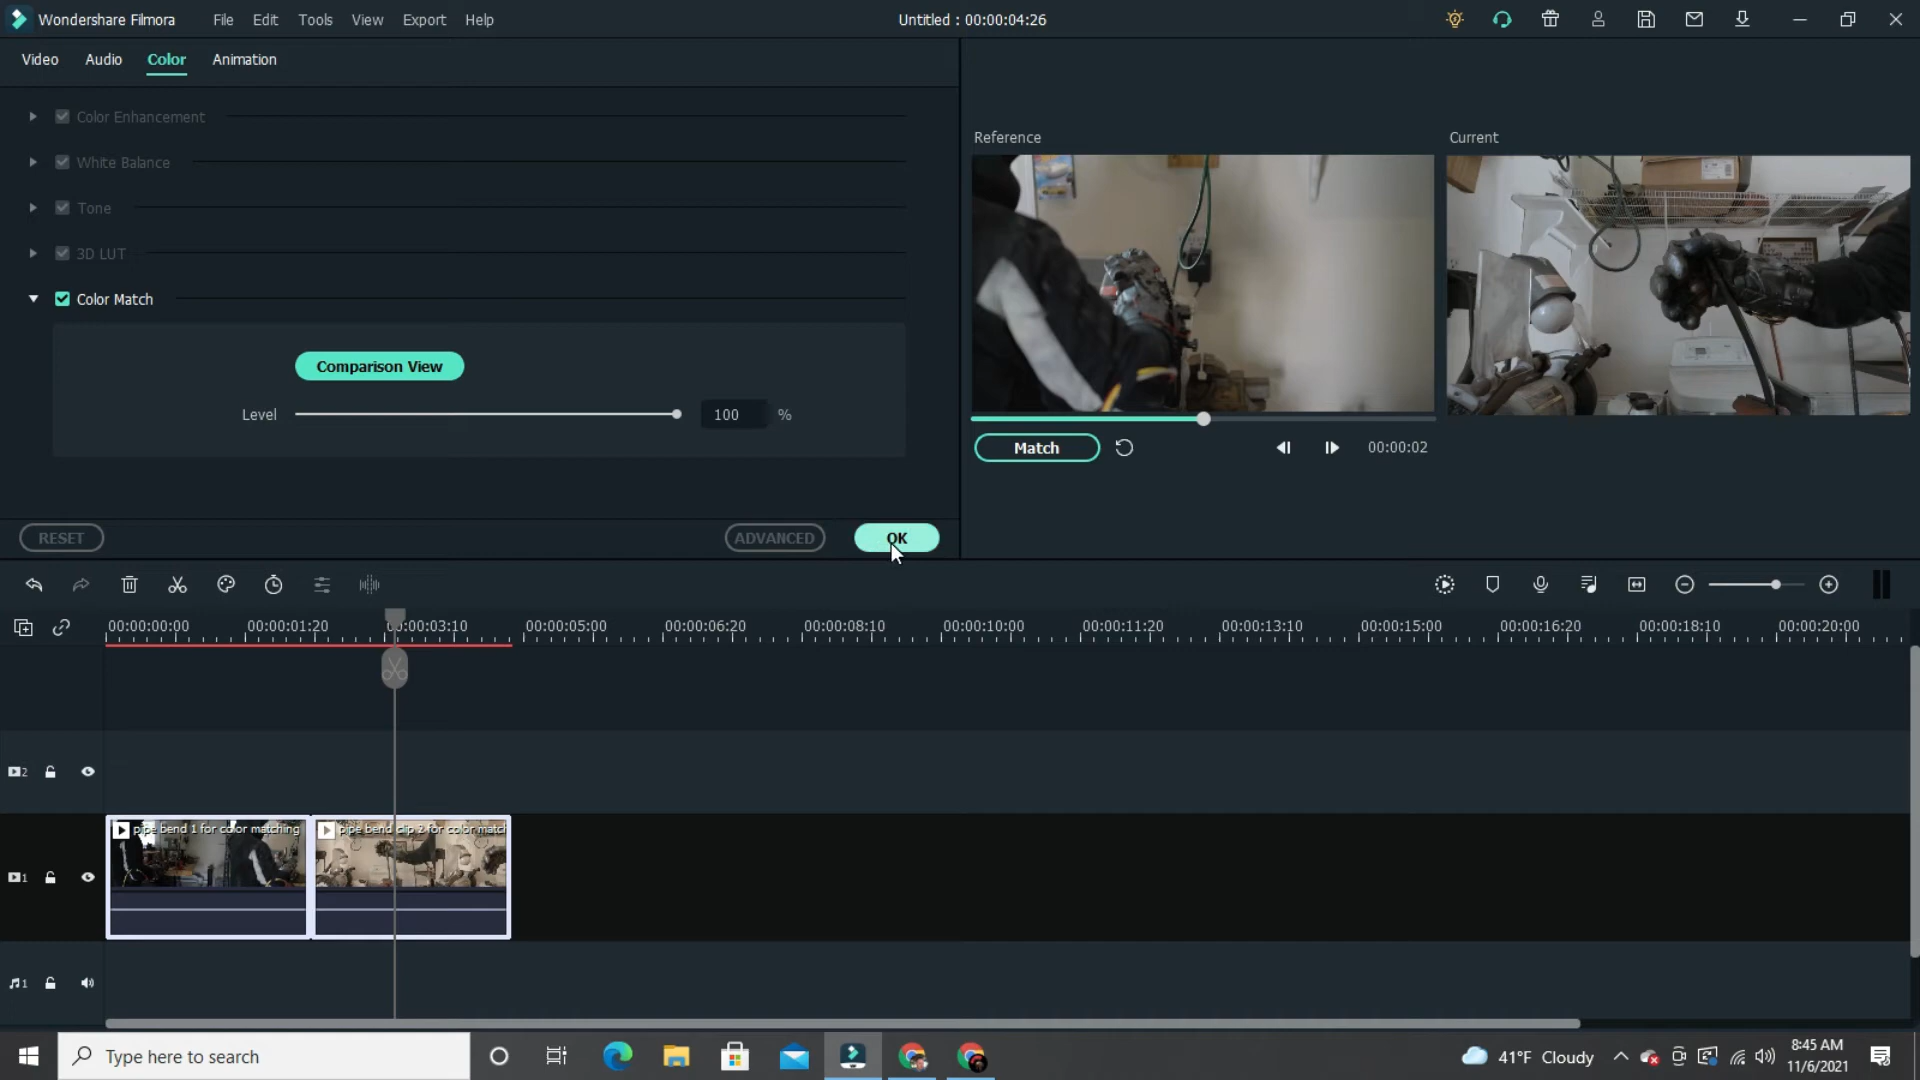 Wondershare Filmora File Edit Tools View Export Help Untitled : 00:00:04:26
Video Audio Color Animation
Color Enhancement
White Balance
Tone
3D LUT
Color Match
Comparison View
Level 100 %
RESET ADVANCED OK
Reference Current
Match 00:00:02
00:00:00:00 00:00:01:20 00:00:03:10 00:00:05:00 00:00:06:20 00:00:08:10 00:00:10:00 00:00:11:20 00:00:13:10 00:00:15:00 00:00:16:20 00:00:18:10 00:00:20:00
2
pipe bend 1 for color matching pipe bend clip 2 for color match
1
1
Type here to search 41°F Cloudy 8:45 AM
11/6/2021